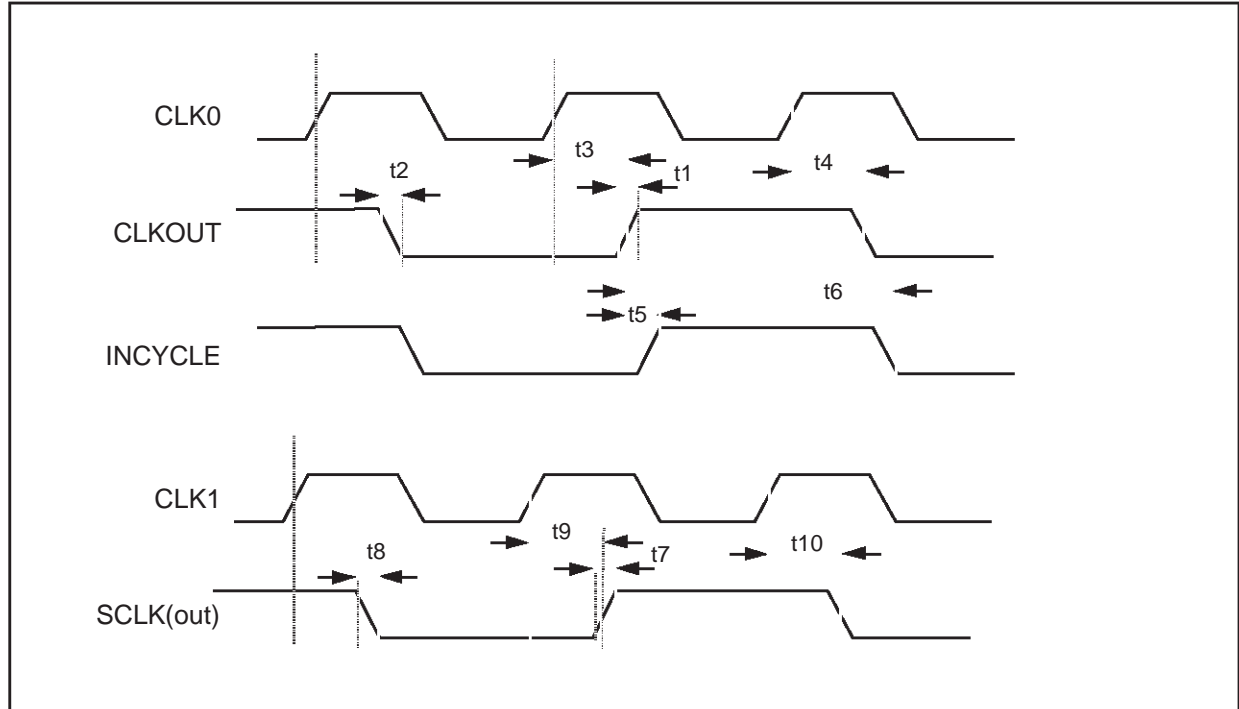 CLK0
t3
t2
t1
t4
CLKOUT
t6
t5
INCYCLE
CLK1
t9
t10
t8
t7
SCLK(out)